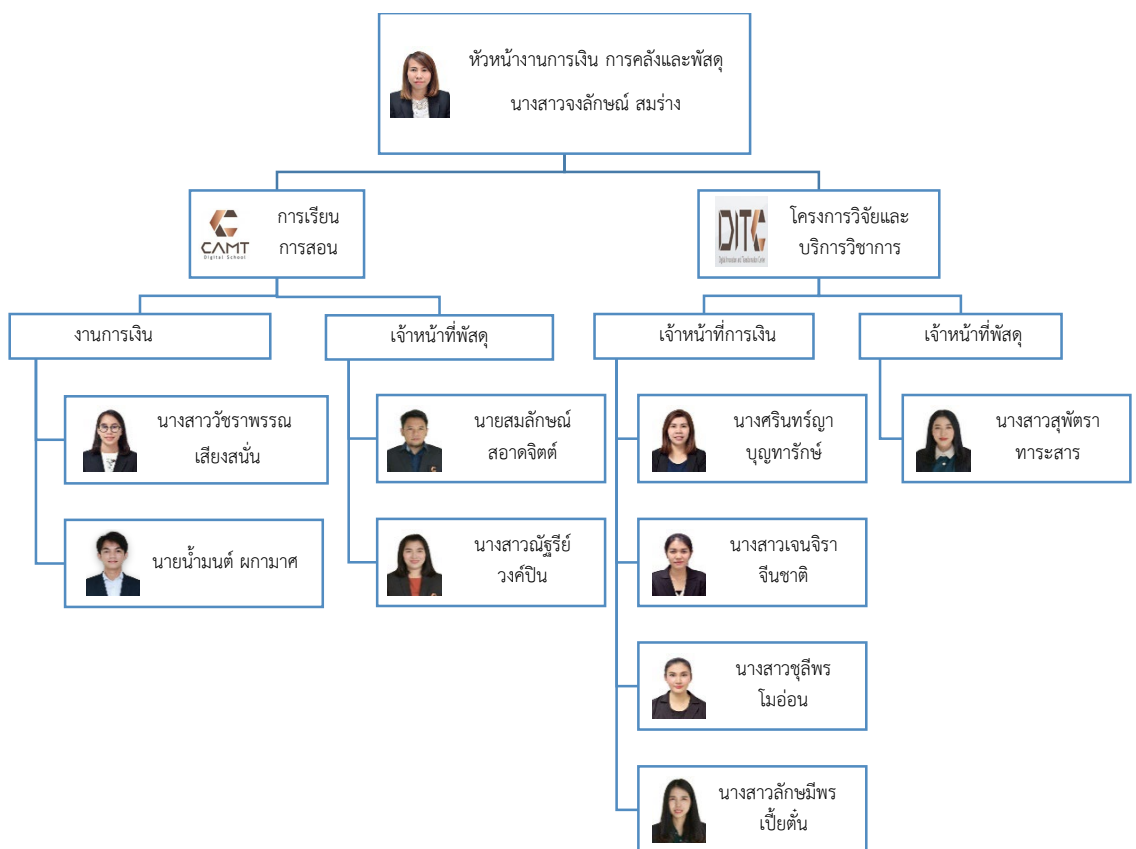 หัวหน้างานการเงิน การคลังและพัสดุ
นางสาวจงลักษณ์ สมร่าง
CAMT
Digital School
การเรียน
การสอน
DITC
Digital Innovation and Transformation Center
โครงการวิจัยและ
บริการวิชาการ
งานการเงิน
นางสาววัชราพรรณ
เสียงสนั่น
นายน้ำมนต์ ผกามาศ
เจ้าหน้าที่พัสดุ
นายสมลักษณ์
สอาดจิตต์
นางสาวณัฐรีย์
วงค์ปิน
เจ้าหน้าที่การเงิน
นางศรินทร์ญา
บุญทารักษ์
นางสาวเจนจิรา
จีนชาติ
นางสาวชุลีพร
โมอ่อน
นางสาวลักษมีพร
เปี้ยตั๋น
เจ้าหน้าที่พัสดุ
นางสาวสุพัตรา
ทาระสาร